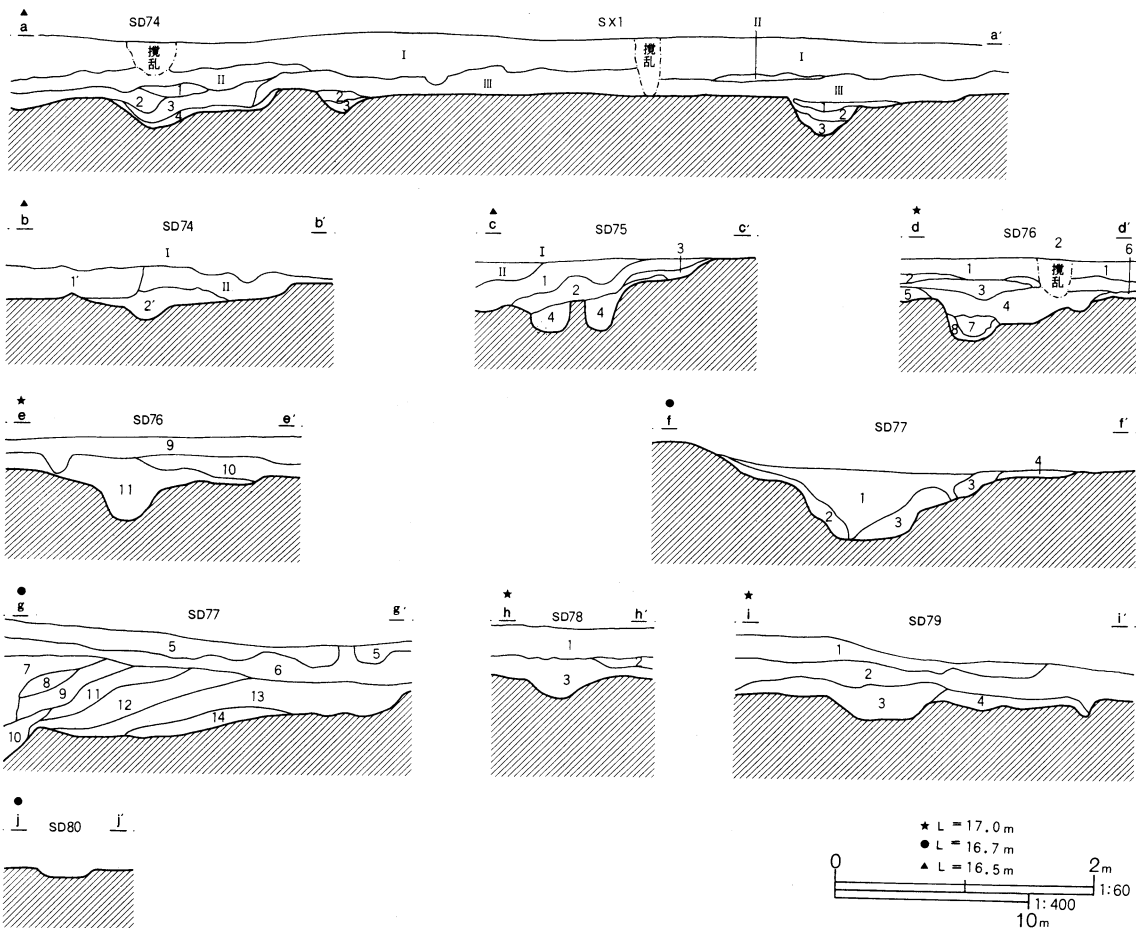 ▲ SD74 SX1 II
a a′
攪乱 I 攪乱 I
II III III
1 2 3 4 2 3 1 2 3
▲ SD74
b b′
I
1′ II
2′
▲ SD75 3
c c′
I
II 1 2
4 4
★ SD76 2 6
d d′
1 攪乱 1
2 3
5 4
8 7
★ SD76
e e′
9
10
11
● SD77
f f′
4
1 3
2 3
● SD77
g g′
5 5
6
7
8
9 11 13
12
14
10
★ SD78
h h′
1
2
3
★ SD79
i i′
1
2
3 4
●
j SD80 j′
★ L = 17.0m
● L = 16.7m
▲ L = 16.5m
0 2m
1:60
1:400
10m